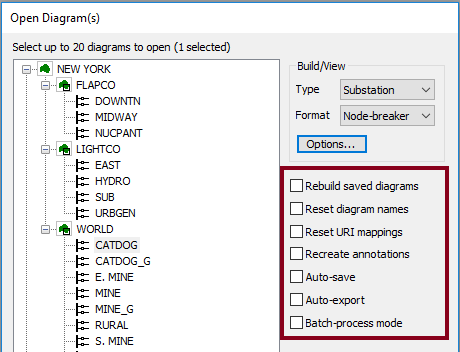 Open Diagram(s)
Select up to 20 diagrams to open (1 selected)
NEW YORK
FLAPCO
DOWNTN
MIDWAY
NUCPANT
LIGHTCO
EAST
HYDRO
SUB
URBGEN
WORLD
CATDOG
CATDOG_G
E. MINE
MINE
MINE_G
RURAL
S. MINE
Build/View
Type Substation
Format Node-breaker
Options...
Rebuild saved diagrams
Reset diagram names
Reset URI mappings
Recreate annotations
Auto-save
Auto-export
Batch-process mode